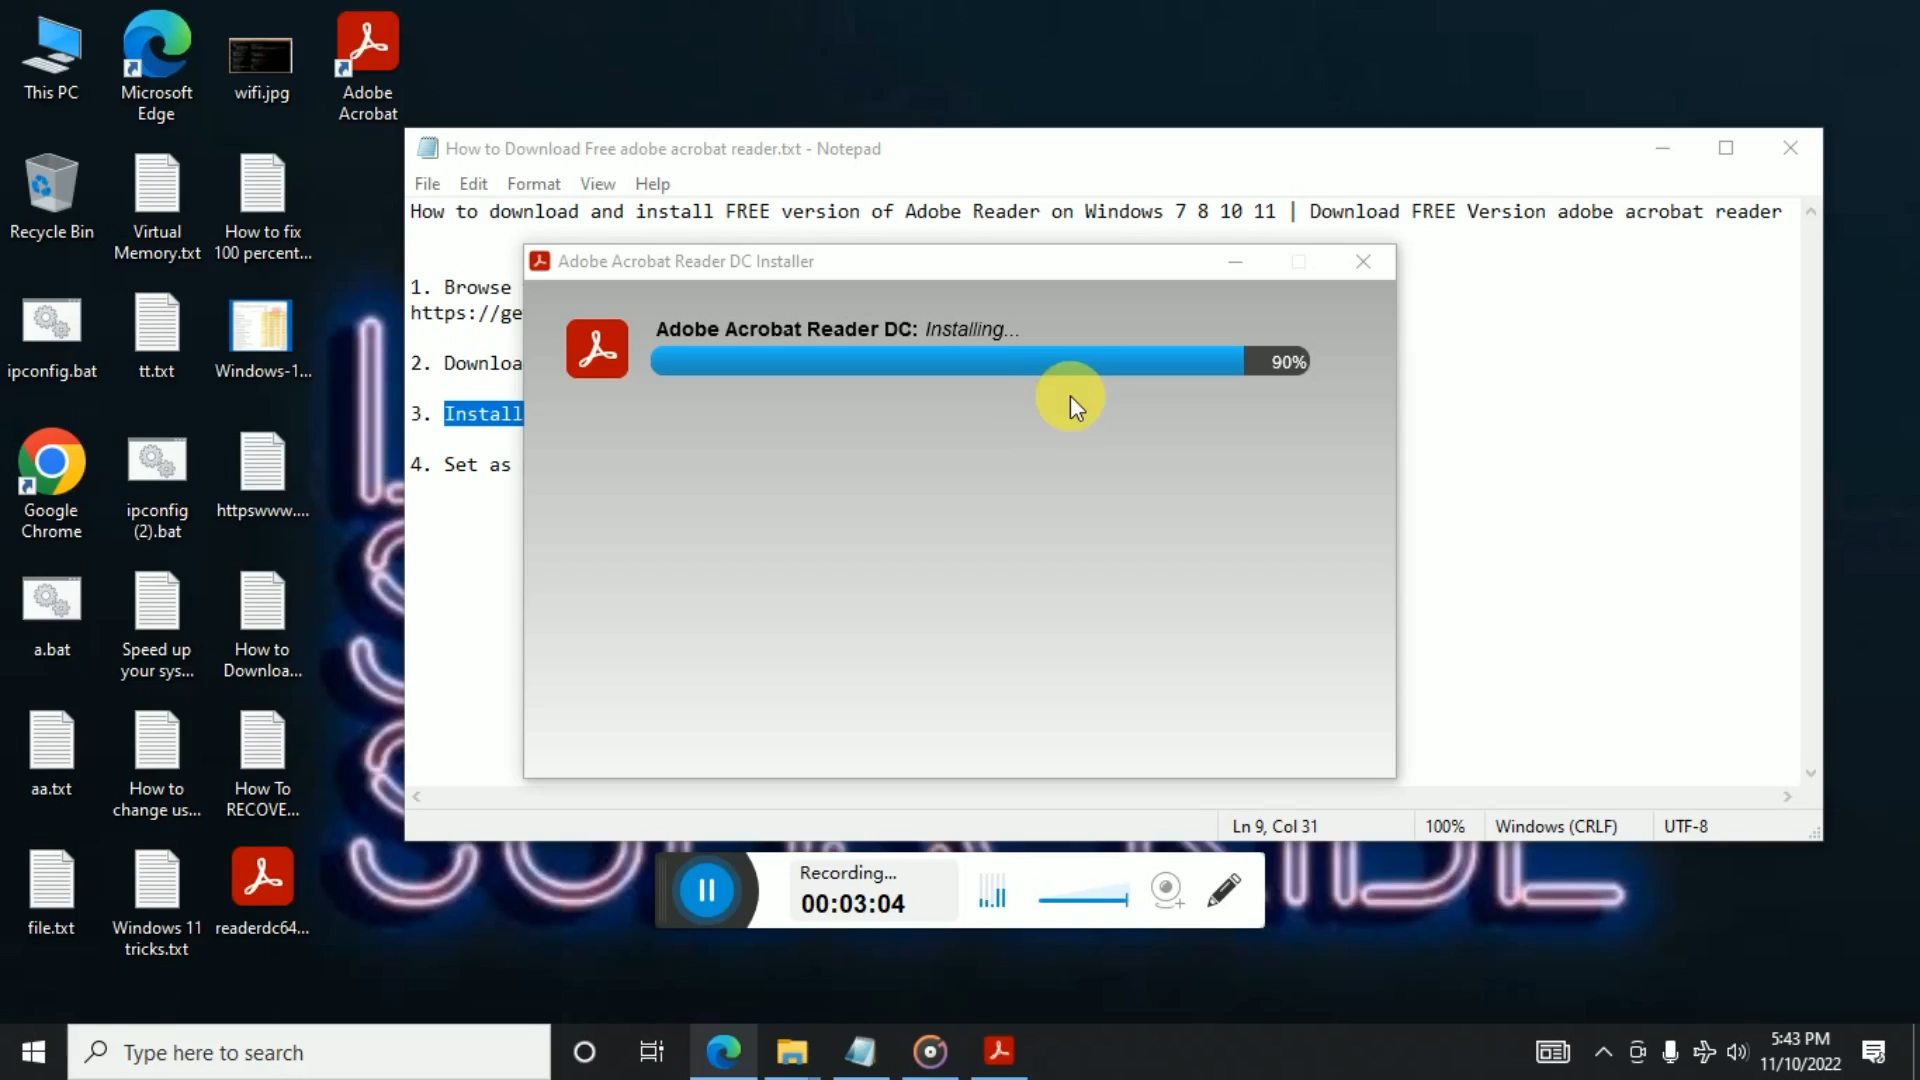 This PC
Microsoft
Edge
wifi.jpg
Adobe
Acrobat
Recycle Bin
Virtual
Memory.txt
How to fix
100 percent...
ipconfig.bat
tt.txt
Windows-1...
Google
Chrome
ipconfig
(2).bat
httpswww....
a.bat
Speed up
your sys...
How to
Downloa...
aa.txt
How to
change us...
How To
RECOVE...
file.txt
Windows 11
tricks.txt
readerdc64...
How to Download Free adobe acrobat reader.txt - Notepad
File Edit Format View Help
How to download and install FREE version of Adobe Reader on Windows 7 8 10 11 | Download FREE Version adobe acrobat reader
1. Browse
https://ge
2. Downloa
3. Install
4. Set as
Adobe Acrobat Reader DC Installer
Adobe Acrobat Reader DC: Installing...
90%
Ln 9, Col 31 100% Windows (CRLF) UTF-8
Recording...
00:03:04
Type here to search
5:43 PM
11/10/2022